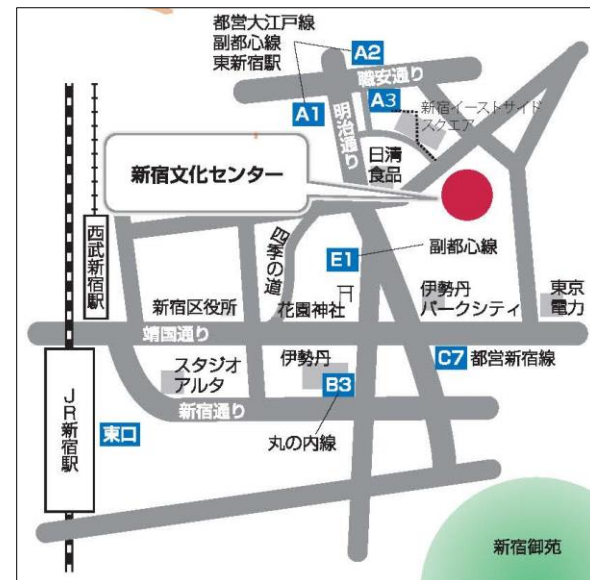 都営大江戸線
副都心線
東新宿駅
A2
職安通り
A1
A3
明治通り
新宿イーストサイド
スクエア
日清
食品
新宿文化センター
西武新宿駅
四季の道
E1
副都心線
新宿区役所
花園神社
伊勢丹
パークシティ
東京
電力
靖国通り
スタジオ
アルタ
伊勢丹
C7
都営新宿線
B3
新宿通り
JR新宿駅
東口
丸の内線
新宿御苑